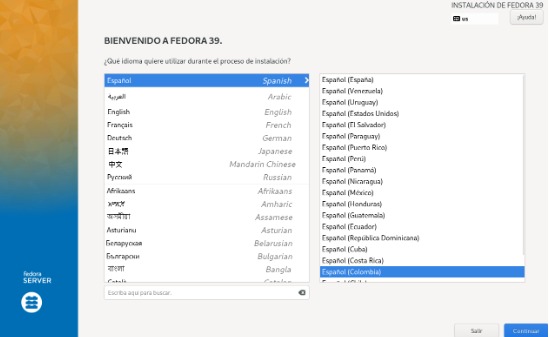 INSTALACIÓN DE FEDORA 39
us
¡Ayuda!
BIENVENIDO A FEDORA 39.
¿Qué idioma quiere utilizar durante el proceso de instalación?
Español Spanish
العربية Arabic
English English
Français French
Deutsch German
日本語 Japanese
中文 Mandarin Chinese
Русский Russian
Afrikaans Afrikaans
አማርኛ Amharic
অসমীয়া Assamese
Asturianu Asturian
Беларуская Belarusian
Български Bulgarian
বাংলা Bangla
Català Catalan
Escriba aquí para buscar.
Español (España)
Español (Venezuela)
Español (Uruguay)
Español (Estados Unidos)
Español (El Salvador)
Español (Paraguay)
Español (Puerto Rico)
Español (Perú)
Español (Panamá)
Español (Nicaragua)
Español (México)
Español (Honduras)
Español (Guatemala)
Español (Ecuador)
Español (República Dominicana)
Español (Cuba)
Español (Costa Rica)
Español (Colombia)
Español (Chile)
fedora
SERVER
Salir
Continuar